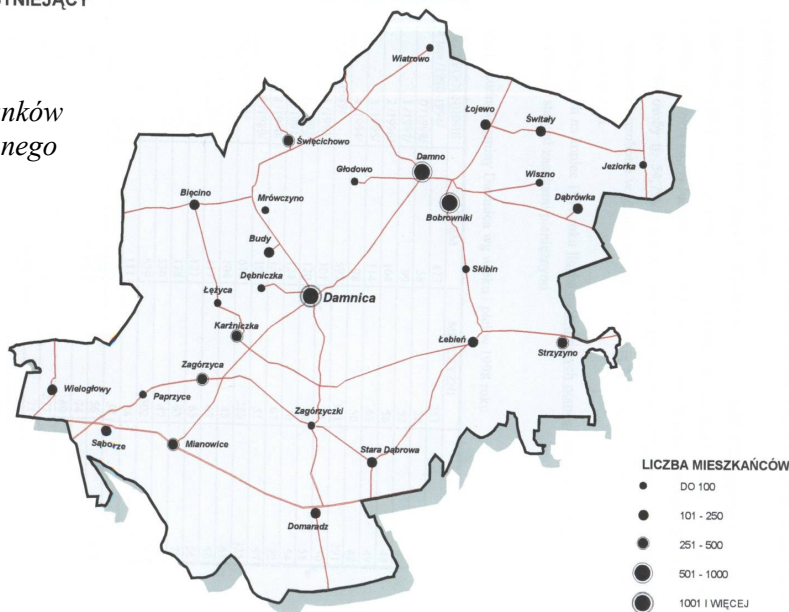 TNIEJĄCY
nków
nego
Wiatrowo
Łojewo
Świtały
Święcichowo
Damno
Głodowo
Wiszno
Jeziorka
Bięcino
Mrówczyno
Dąbrówka
Bobrowniki
Budy
Skibin
Dębniczka
Łężyca
Damnica
Karżniczka
Łebień
Strzyżyno
Zagórzyca
Wielogłowy
Paprzyce
Zagórzyczki
Sąborze
Mianowice
Stara Dąbrowa
Domaradz
LICZBA MIESZKAŃCÓW
DO 100
101 - 250
251 - 500
501 - 1000
1001 I WIĘCEJ